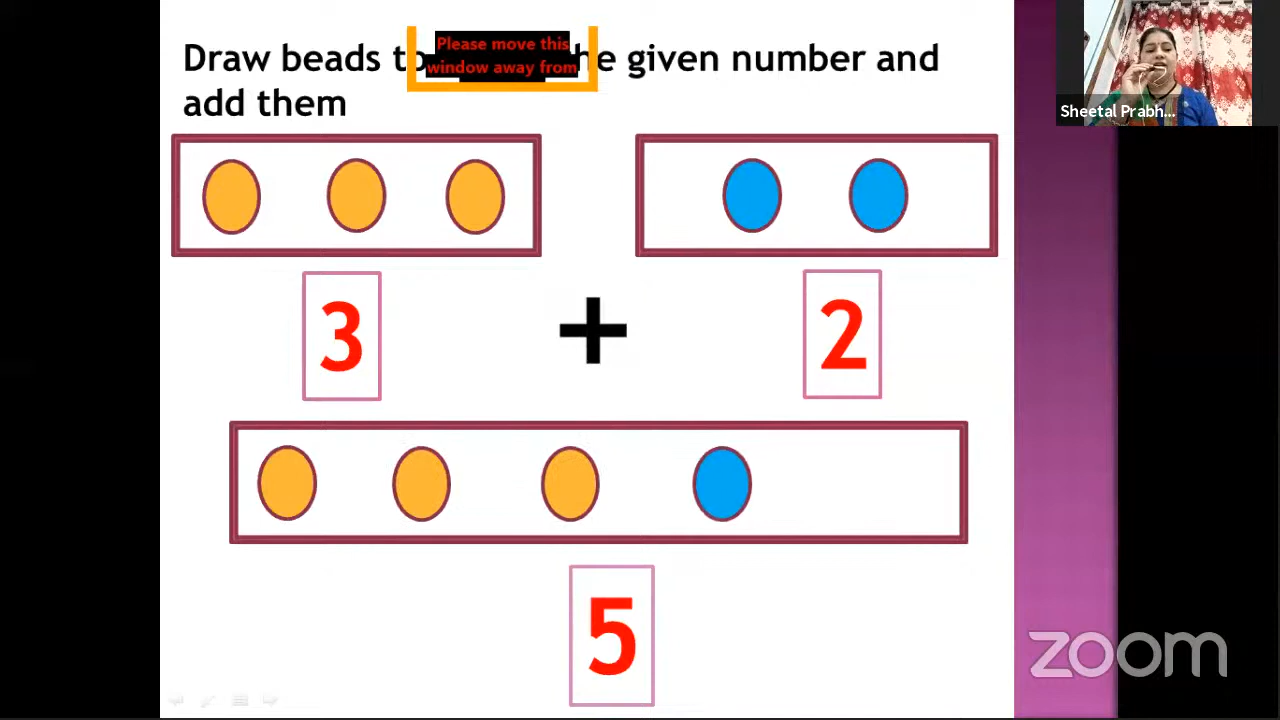 Draw beads to he given number and
Please move this
window away from
add them
Sheetal Prabh...
3 + 2
5
zoom